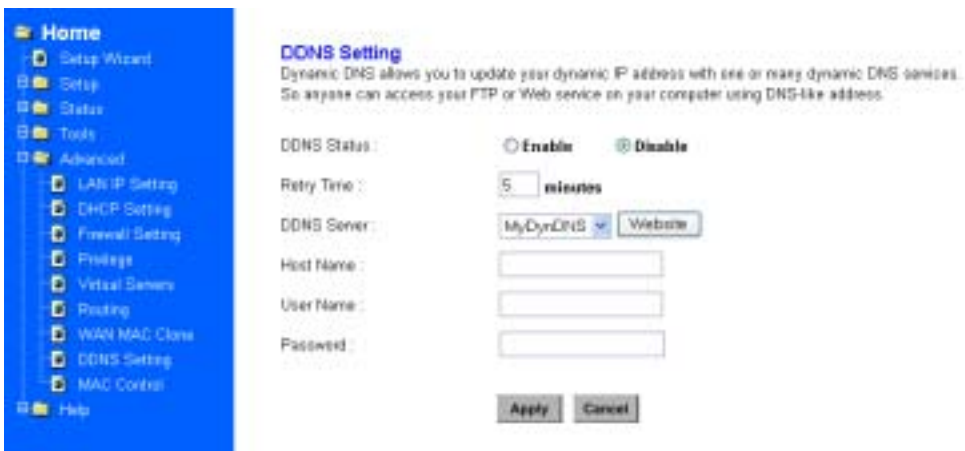 Home
Setup Wizard
Setup
Status
Tools
Advanced
LAN IP Setting
DHCP Setting
Firewall Setting
Privilege
Virtual Servers
Routing
WAN MAC Clone
DDNS Setting
MAC Control
Help
DDNS Setting
Dynamic DNS allows you to update your dynamic IP address with one or many dynamic DNS services.
So anyone can access your FTP or Web service on your computer using DNS-like address.
DDNS Status : Enable Disable
Retry Time : 5 minutes
DDNS Server : MyDynDNS Website
Host Name :
User Name :
Password :
Apply Cancel